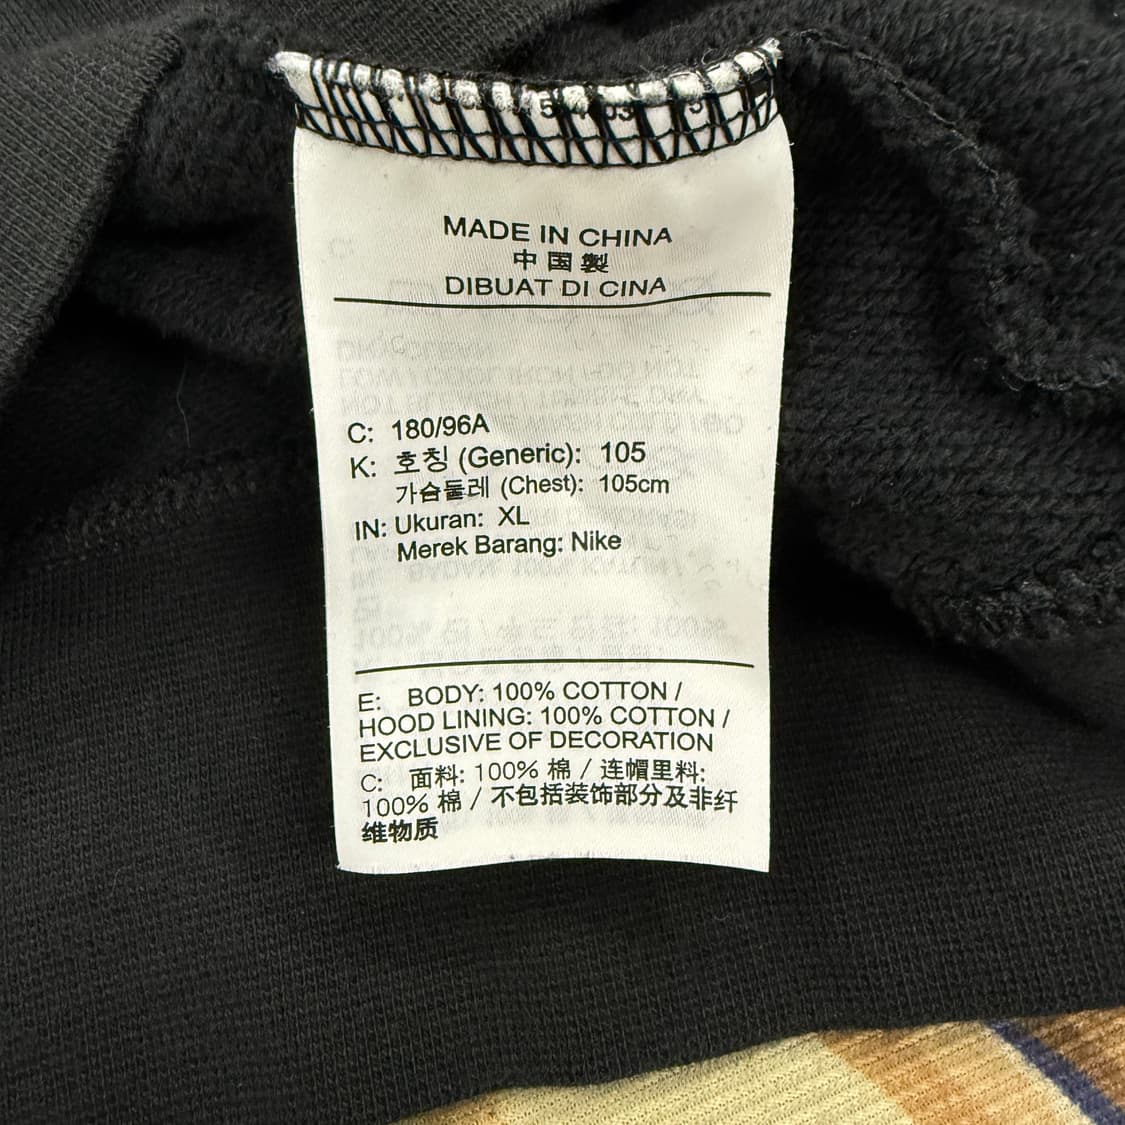 MADE IN CHINA
中国製
DIBUAT DI CINA
C: 180/96A
K: 호칭 (Generic): 105
가슴둘레 (Chest): 105cm
IN: Ukuran: XL
Merek Barang: Nike
E: BODY: 100% COTTON /
HOOD LINING: 100% COTTON /
EXCLUSIVE OF DECORATION
C: 面料: 100% 棉 / 连帽里料:
100% 棉 / 不包括装饰部分及非纤
维物质